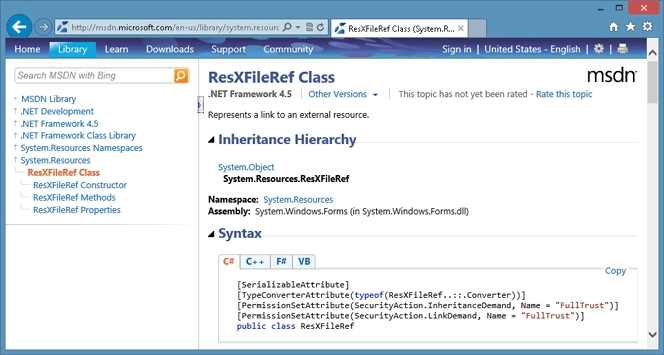 http://msdn.microsoft.com/en-us/library/system.resourc
ResXFileRef Class (System.R...
Home Library Learn Downloads Support Community Sign in | United States - English |
Search MSDN with Bing
MSDN Library
.NET Development
.NET Framework 4.5
.NET Framework Class Library
System.Resources Namespaces
System.Resources
ResXFileRef Class
ResXFileRef Constructor
ResXFileRef Methods
ResXFileRef Properties
ResXFileRef Class
msdn
.NET Framework 4.5 Other Versions This topic has not yet been rated - Rate this topic
Represents a link to an external resource.
Inheritance Hierarchy
System.Object
System.Resources.ResXFileRef
Namespace: System.Resources
Assembly: System.Windows.Forms (in System.Windows.Forms.dll)
Syntax
C# C++ F# VB
Copy
[SerializableAttribute]
[TypeConverterAttribute(typeof(ResXFileRef..::.Converter))]
[PermissionSetAttribute(SecurityAction.InheritanceDemand, Name = "FullTrust")]
[PermissionSetAttribute(SecurityAction.LinkDemand, Name = "FullTrust")]
public class ResXFileRef